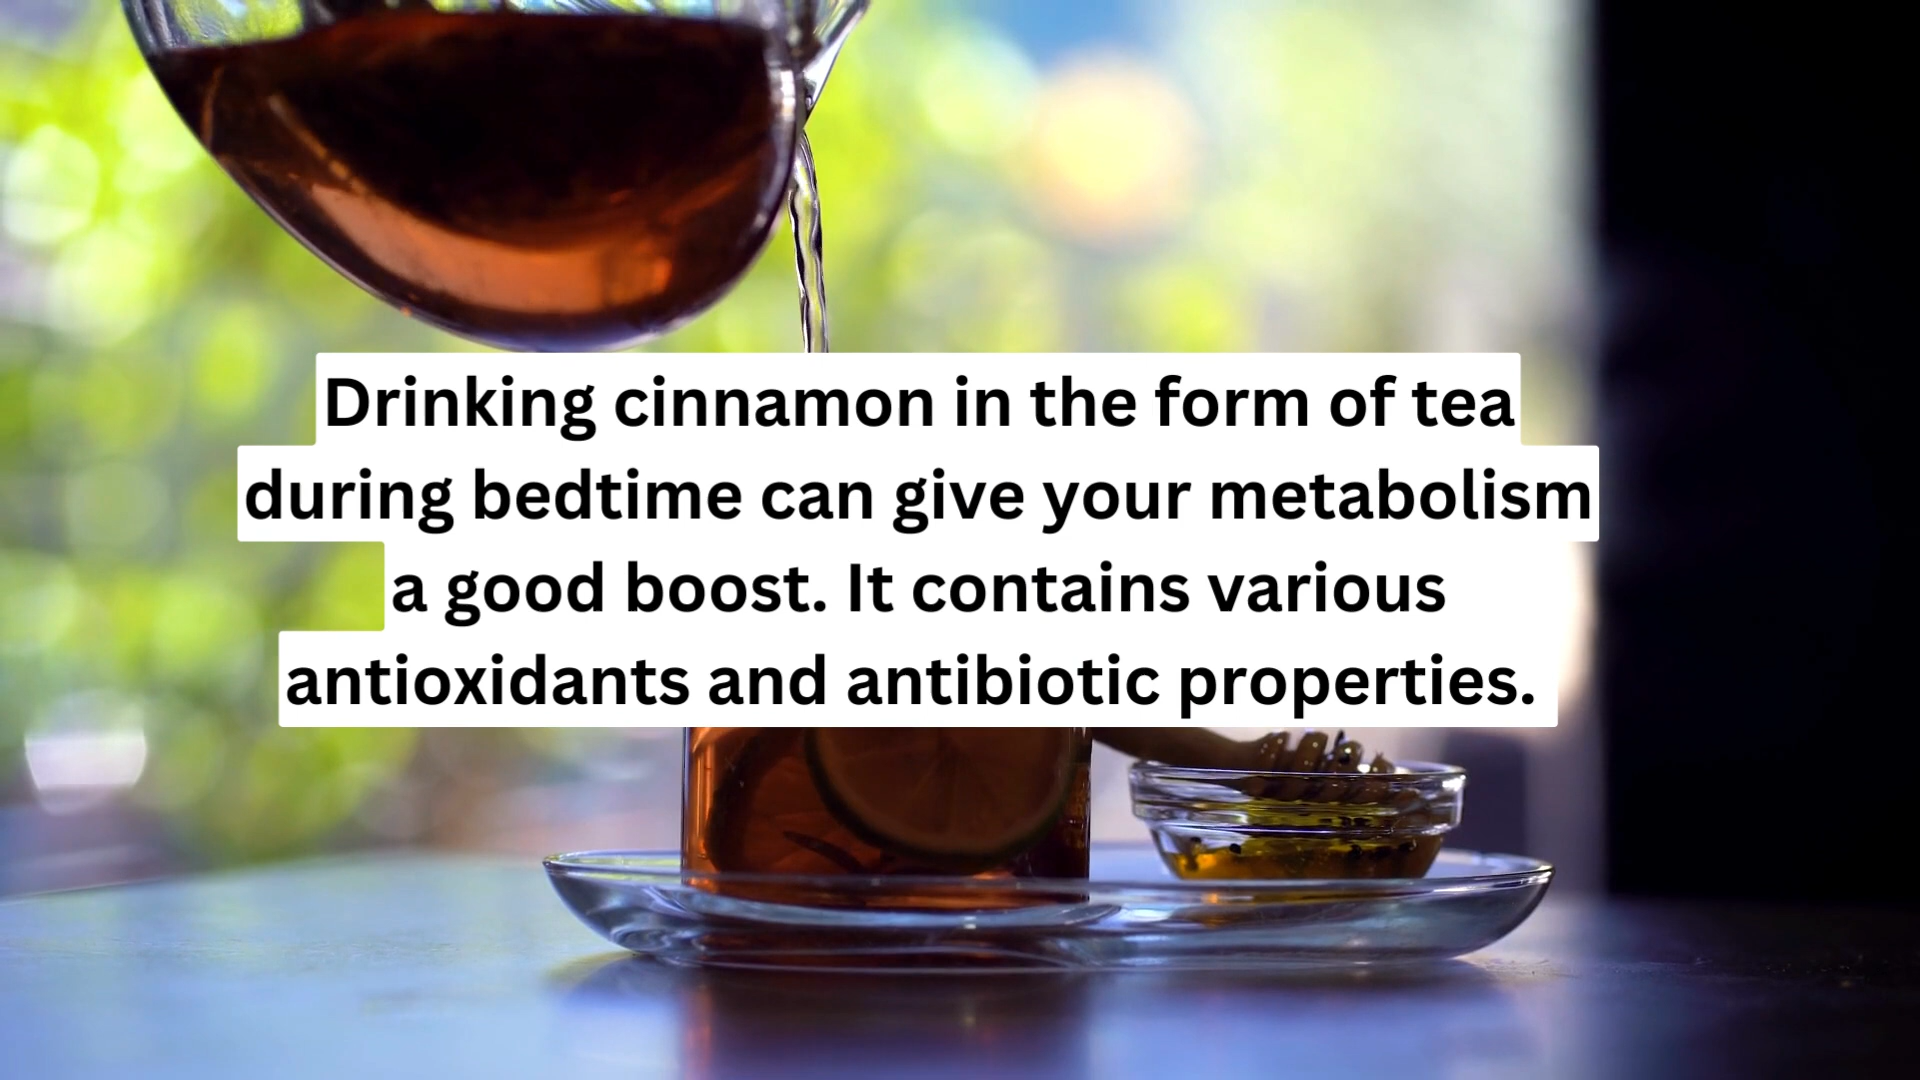 Drinking cinnamon in the form of tea
during bedtime can give your metabolism
a good boost. It contains various
antioxidants and antibiotic properties.